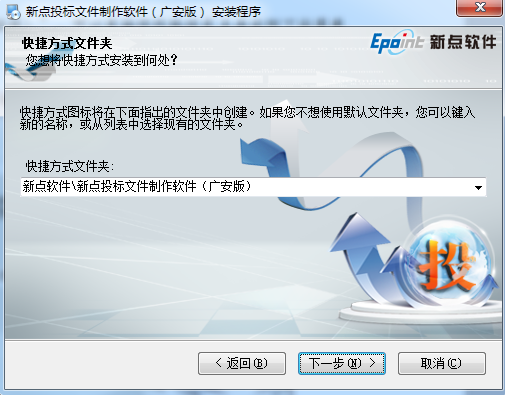 新点投标文件制作软件（广安版） 安装程序
快捷方式文件夹
您想将快捷方式安装到何处？
Epoint 新点软件
快捷方式图标将在下面指出的文件夹中创建。如果您不想使用默认文件夹，您可以键入
新的名称，或从列表中选择现有的文件夹。
快捷方式文件夹:
新点软件\新点投标文件制作软件（广安版）
投
< 返回(B)
下一步(N) >
取消(C)